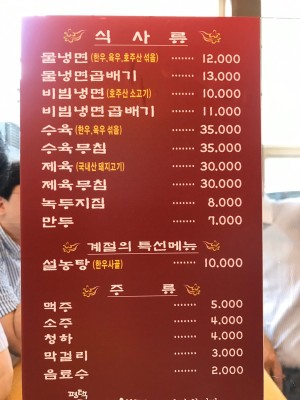 식 사 류
물냉면(한우,육우,호주산 섞음) ······· 12,000
물냉면곱배기 ······· 13,000
비빔냉면(호주산 소고기) ······· 10,000
비빔냉면곱배기 ······· 11,000
수육(한우,육우 섞음) ······· 35,000
수육무침 ······· 35,000
제육(국내산 돼지고기) ······· 30,000
제육무침 ······· 30,000
녹두지짐 ······· 8,000
만두 ······· 7,000
계절의 특선메뉴
설농탕(한우사골) ······· 10,000
주 류
맥주 ······· 5,000
소주 ······· 4,000
청하 ······· 4,000
막걸리 ······· 3,000
음료수 ······· 2,000
평택